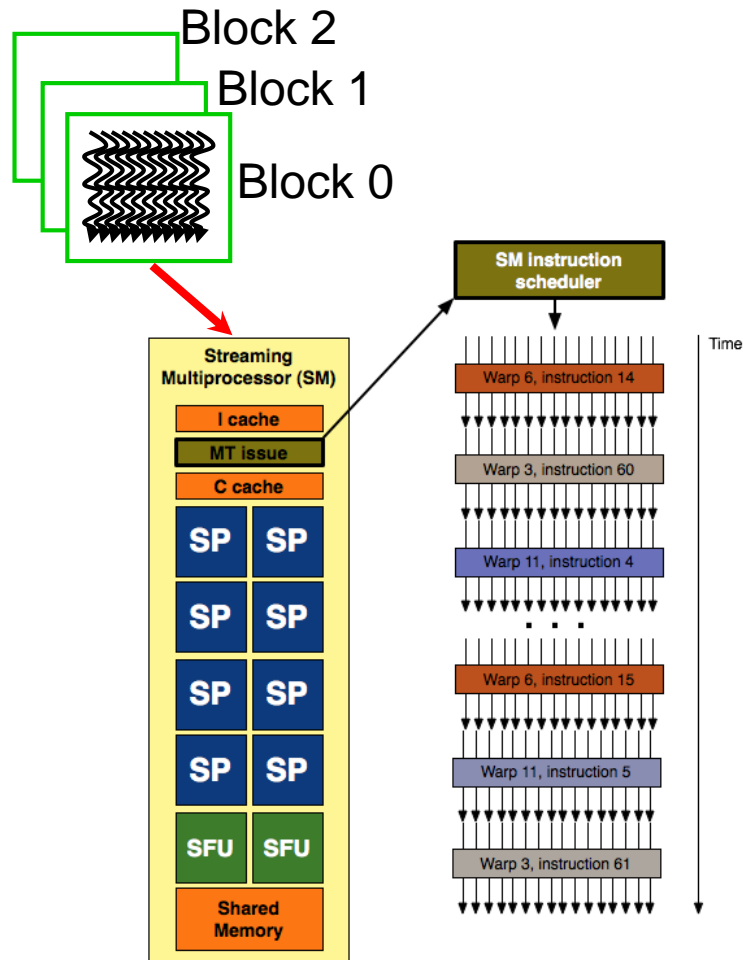 Block 2
Block 1
Block 0
SM instruction
scheduler
Time
Streaming
Multiprocessor (SM)
I cache
MT issue
C cache
SP SP
SP SP
SP SP
SP SP
SFU SFU
Shared
Memory
Warp 6, instruction 14
Warp 3, instruction 60
Warp 11, instruction 4
. . .
Warp 6, instruction 15
Warp 11, instruction 5
Warp 3, instruction 61